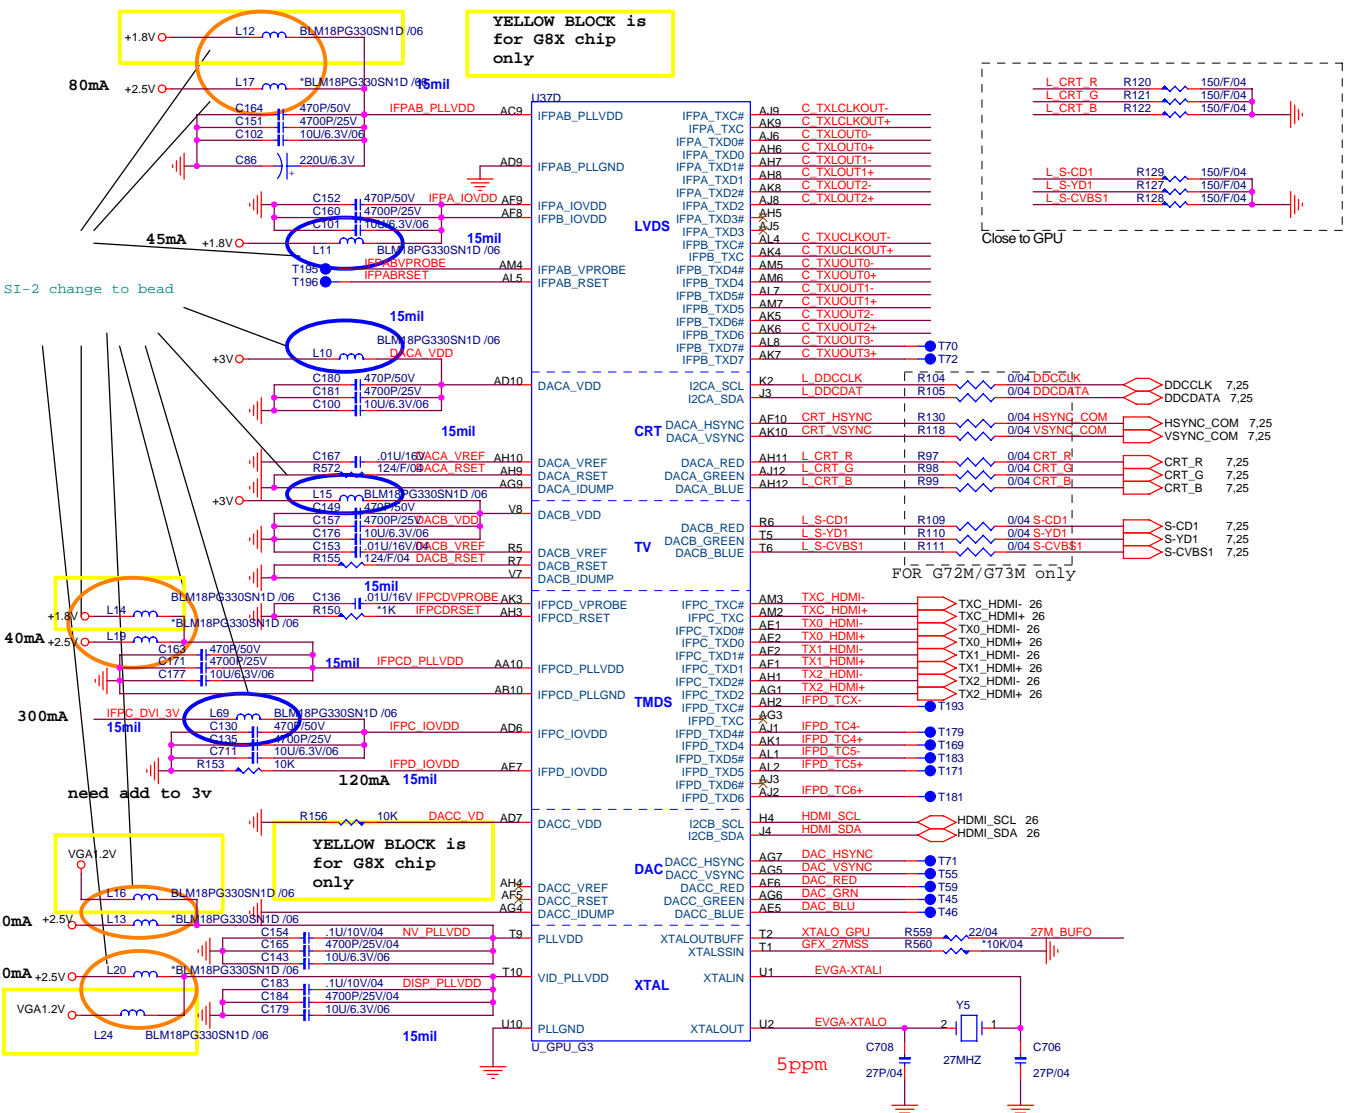 YELLOW BLOCK is
for G8X chip
only
+1.8V
L12
BLM18PG330SN1D /06
80mA
+2.5V
L17
*BLM18PG330SN1D /06
15mil
C164
470P/50V
IFPAB_PLLVDD
C151
4700P/25V
C102
10U/6.3V/06
C86
220U/6.3V
+
C152
470P/50V
IFPA_IOVDD
C160
4700P/25V
C101
10U/6.3V/06
45mA
+1.8V
L11
BLM18PG330SN1D /06
15mil
T195
IFPABVPROBE
T196
IFPABRSET
SI-2 change to bead
15mil
BLM18PG330SN1D /06
+3V
L10
DACA_VDD
C180
470P/50V
C181
4700P/25V
C100
10U/6.3V/06
15mil
C167
.01U/16V
DACA_VREF
R572
124/F/04
DACA_RSET
+3V
L15
BLM18PG330SN1D /06
C149
470P/50V
C157
4700P/25V
DACB_VDD
C176
10U/6.3V/06
C153
.01U/16V/04
DACB_VREF
R155
124/F/04
DACB_RSET
15mil
BLM18PG330SN1D /06
C136
.01U/16V
IFPCDVPROBE
R150
*1K
IFPCDRSET
+1.8V
L14
*BLM18PG330SN1D /06
40mA
+2.5V
L19
C163
470P/50V
C171
4700P/25V
C177
10U/6.3V/06
15mil
IFPCD_PLLVDD
300mA
IFPC_DVI_3V
L69
BLM18PG330SN1D /06
15mil
C130
470P/50V
IFPC_IOVDD
C135
4700P/25V
C711
10U/6.3V/06
R153
10K
IFPD_IOVDD
120mA
15mil
need add to 3v
R156
10K
DACC_VD
YELLOW BLOCK is
for G8X chip
only
VGA1.2V
L16
BLM18PG330SN1D /06
0mA
+2.5V
L13
*BLM18PG330SN1D /06
C154
.1U/10V/04
NV_PLLVDD
C165
4700P/25V/04
C143
10U/6.3V/06
0mA
+2.5V
L20
*BLM18PG330SN1D /06
C183
.1U/10V/04
DISP_PLLVDD
C184
4700P/25V/04
C179
10U/6.3V/06
VGA1.2V
L24
BLM18PG330SN1D /06
15mil
U37D
AC9 IFPAB_PLLVDD
AD9 IFPAB_PLLGND
AF9 IFPA_IOVDD
AF8 IFPB_IOVDD
AM4 IFPAB_VPROBE
AL5 IFPAB_RSET
AD10 DACA_VDD
AH10 DACA_VREF
AH9 DACA_RSET
AG9 DACA_IDUMP
V8 DACB_VDD
R5 DACB_VREF
R7 DACB_RSET
V7 DACB_IDUMP
AK3 IFPCD_VPROBE
AH3 IFPCD_RSET
AA10 IFPCD_PLLVDD
AB10 IFPCD_PLLGND
AD6 IFPC_IOVDD
AE7 IFPD_IOVDD
AD7 DACC_VDD
AH4 DACC_VREF
AF5 DACC_RSET
AG4 DACC_IDUMP
T9 PLLVDD
T10 VID_PLLVDD
U10 PLLGND
U_GPU_G3
LVDS
CRT
TV
TMDS
DAC
XTAL
IFPA_TXC# AJ9 C_TXLCLKOUT-
IFPA_TXC AK9 C_TXLCLKOUT+
IFPA_TXD0# AJ6 C_TXLOUT0-
IFPA_TXD0 AH6 C_TXLOUT0+
IFPA_TXD1# AH7 C_TXLOUT1-
IFPA_TXD1 AH8 C_TXLOUT1+
IFPA_TXD2# AK8 C_TXLOUT2-
IFPA_TXD2 AJ8 C_TXLOUT2+
IFPA_TXD3# AH5
IFPA_TXD3 AJ5
IFPB_TXC# AL4 C_TXUCLKOUT-
IFPB_TXC AK4 C_TXUCLKOUT+
IFPB_TXD4# AM5 C_TXUOUT0-
IFPB_TXD4 AM6 C_TXUOUT0+
IFPB_TXD5# AL7 C_TXUOUT1-
IFPB_TXD5 AM7 C_TXUOUT1+
IFPB_TXD6# AK5 C_TXUOUT2-
IFPB_TXD6 AK6 C_TXUOUT2+
IFPB_TXD7# AL8 C_TXUOUT3- T70
IFPB_TXD7 AK7 C_TXUOUT3+ T72
I2CA_SCL K2 L_DDCCLK R104 0/04 DDCCLK DDCCLK 7,25
I2CA_SDA J3 L_DDCDAT R105 0/04 DDCDATA DDCDATA 7,25
DACA_HSYNC AF10 CRT_HSYNC R130 0/04 HSYNC_COM HSYNC_COM 7,25
DACA_VSYNC AK10 CRT_VSYNC R118 0/04 VSYNC_COM VSYNC_COM 7,25
DACA_RED AH11 L_CRT_R R97 0/04 CRT_R CRT_R 7,25
DACA_GREEN AJ12 L_CRT_G R98 0/04 CRT_G CRT_G 7,25
DACA_BLUE AH12 L_CRT_B R99 0/04 CRT_B CRT_B 7,25
DACB_RED R6 L_S-CD1 R109 0/04 S-CD1 S-CD1 7,25
DACB_GREEN T5 L_S-YD1 R110 0/04 S-YD1 S-YD1 7,25
DACB_BLUE T6 L_S-CVBS1 R111 0/04 S-CVBS1 S-CVBS1 7,25
FOR G72M/G73M only
IFPC_TXC# AM3 TXC_HDMI- TXC_HDMI- 26
IFPC_TXC AM2 TXC_HDMI+ TXC_HDMI+ 26
IFPC_TXD0# AE1 TX0_HDMI- TX0_HDMI- 26
IFPC_TXD0 AE2 TX0_HDMI+ TX0_HDMI+ 26
IFPC_TXD1# AF2 TX1_HDMI- TX1_HDMI- 26
IFPC_TXD1 AF1 TX1_HDMI+ TX1_HDMI+ 26
IFPC_TXD2# AH1 TX2_HDMI- TX2_HDMI- 26
IFPC_TXD2 AG1 TX2_HDMI+ TX2_HDMI+ 26
IFPD_TXC# AH2 IFPD_TCX- T193
IFPD_TXC AG3
IFPD_TXD4# AJ1 IFPD_TC4- T179
IFPD_TXD4 AK1 IFPD_TC4+ T169
IFPD_TXD5# AL1 IFPD_TC5- T183
IFPD_TXD5 AL2 IFPD_TC5+ T171
IFPD_TXD6# AJ3
IFPD_TXD6 AJ2 IFPD_TC6+ T181
I2CB_SCL H4 HDMI_SCL HDMI_SCL 26
I2CB_SDA J4 HDMI_SDA HDMI_SDA 26
DACC_HSYNC AG7 DAC_HSYNC T71
DACC_VSYNC AG5 DAC_VSYNC T55
DACC_RED AF6 DAC_RED T59
DACC_GREEN AG6 DAC_GRN T45
DACC_BLUE AE5 DAC_BLU T46
XTALOUTBUFF T2 XTALO_GPU R559 22/04 27M_BUFO
XTALSSIN T1 GFX_27MSS R560 *10K/04
XTALIN U1 EVGA-XTALI
XTALOUT U2 EVGA-XTALO
Y5
2
1
27MHZ
C708
27P/04
C706
27P/04
5ppm
L_CRT_R R120 150/F/04
L_CRT_G R121 150/F/04
L_CRT_B R122 150/F/04
L_S-CD1 R129 150/F/04
L_S-YD1 R127 150/F/04
L_S-CVBS1 R128 150/F/04
Close to GPU